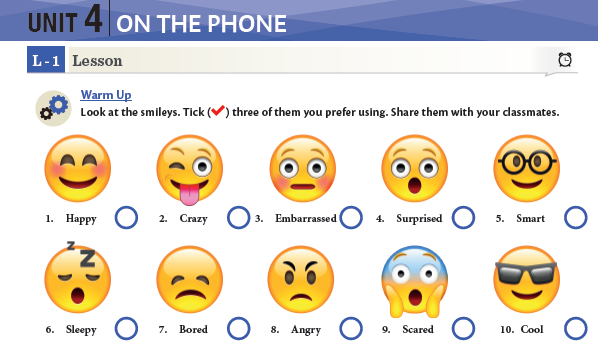 UNIT 4 ON THE PHONE
L - 1 Lesson
Warm Up
Look at the smileys. Tick (✔) three of them you prefer using. Share them with your classmates.
1. Happy 2. Crazy 3. Embarrassed 4. Surprised 5. Smart
z Z
6. Sleepy 7. Bored 8. Angry 9. Scared 10. Cool